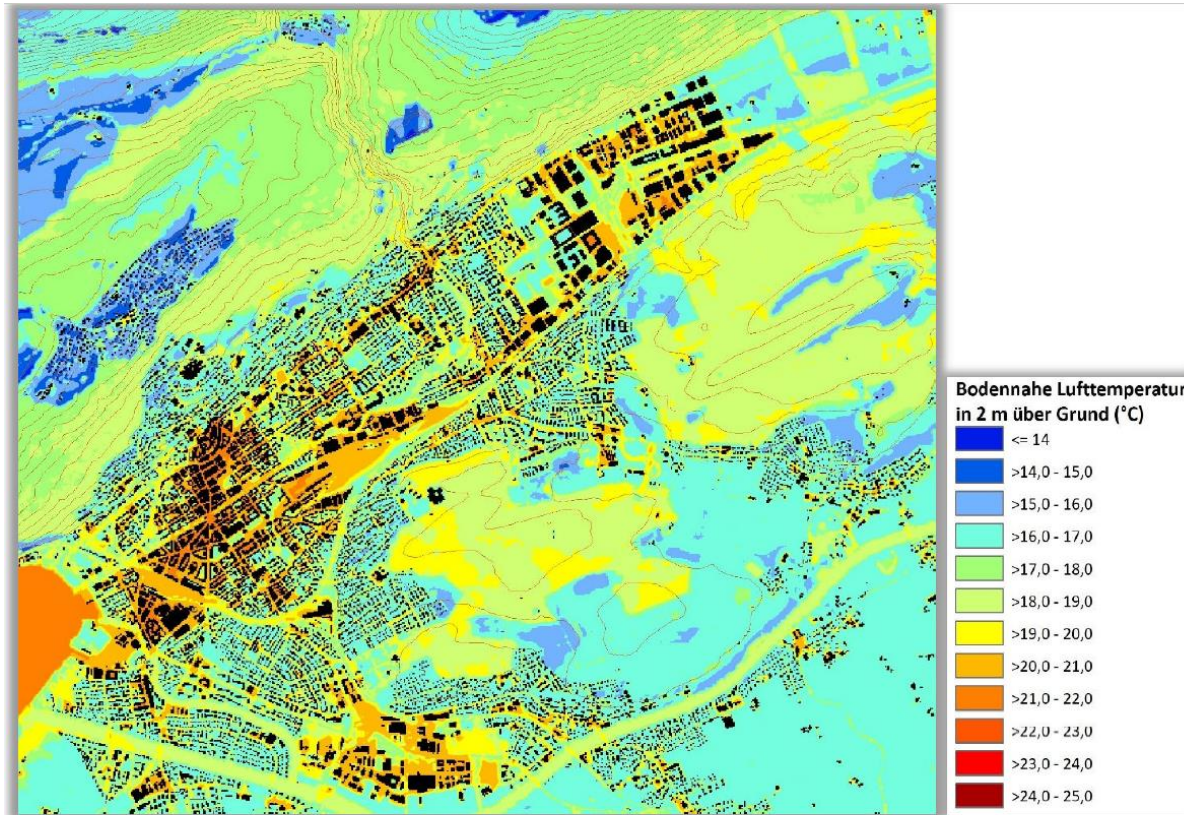 Bodennahe Lufttemperatur
in 2 m über Grund (°C)
<= 14
>14,0 - 15,0
>15,0 - 16,0
>16,0 - 17,0
>17,0 - 18,0
>18,0 - 19,0
>19,0 - 20,0
>20,0 - 21,0
>21,0 - 22,0
>22,0 - 23,0
>23,0 - 24,0
>24,0 - 25,0